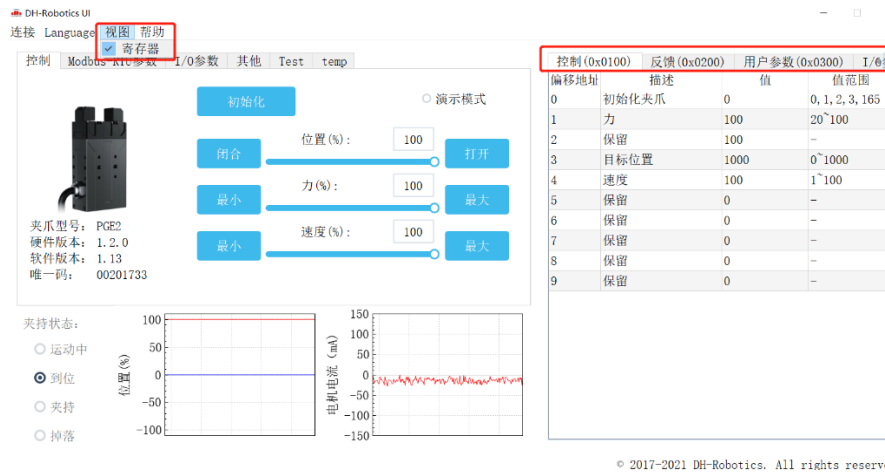 DH-Robotics UI
连接 Language 视图 帮助
寄存器
控制 Modbus-RTU参数 I/O参数 其他 Test temp
初始化
演示模式
闭合 位置(%): 100 打开
最小 力(%): 100 最大
最小 速度(%): 100 最大
夹爪型号: PGE2
硬件版本: 1.2.0
软件版本: 1.13
唯一码: 00201733
控制(0x0100) 反馈(0x0200) 用户参数(0x0300)
偏移地址 描述 值 值范围
0 初始化夹爪 0 0,1,2,3,165
1 力 100 20~100
2 保留 100 -
3 目标位置 1000 0~1000
4 速度 100 1~100
5 保留 0 -
6 保留 0 -
7 保留 0 -
8 保留 0 -
9 保留 0 -
夹持状态:
运动中
到位
夹持
掉落
位置(%)
100
50
0
-50
-100
电机电流 (mA)
150
100
50
0
-50
-100
-150
© 2017-2021 DH-Robotics. All rights reserve